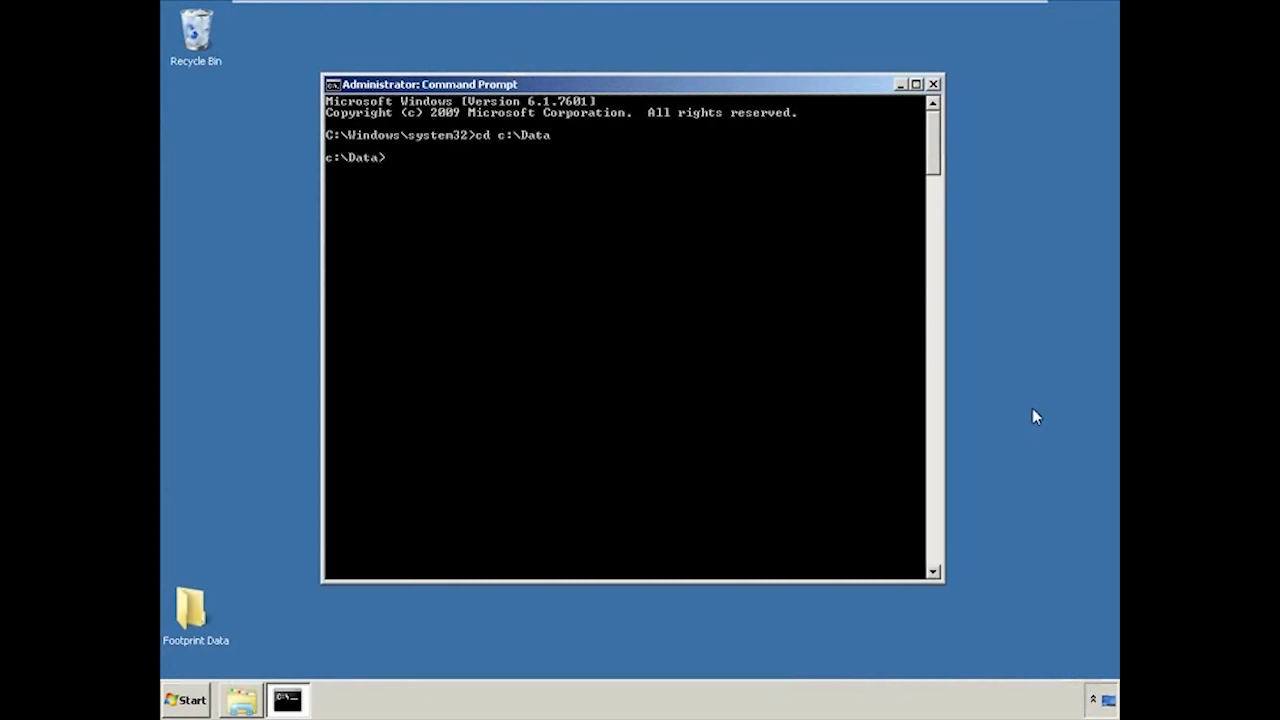 Recycle Bin
Administrator: Command Prompt
Microsoft Windows [Version 6.1.7601]
Copyright (c) 2009 Microsoft Corporation.  All rights reserved.
C:\Windows\system32>cd c:\Data
c:\Data>
Footprint Data
Start